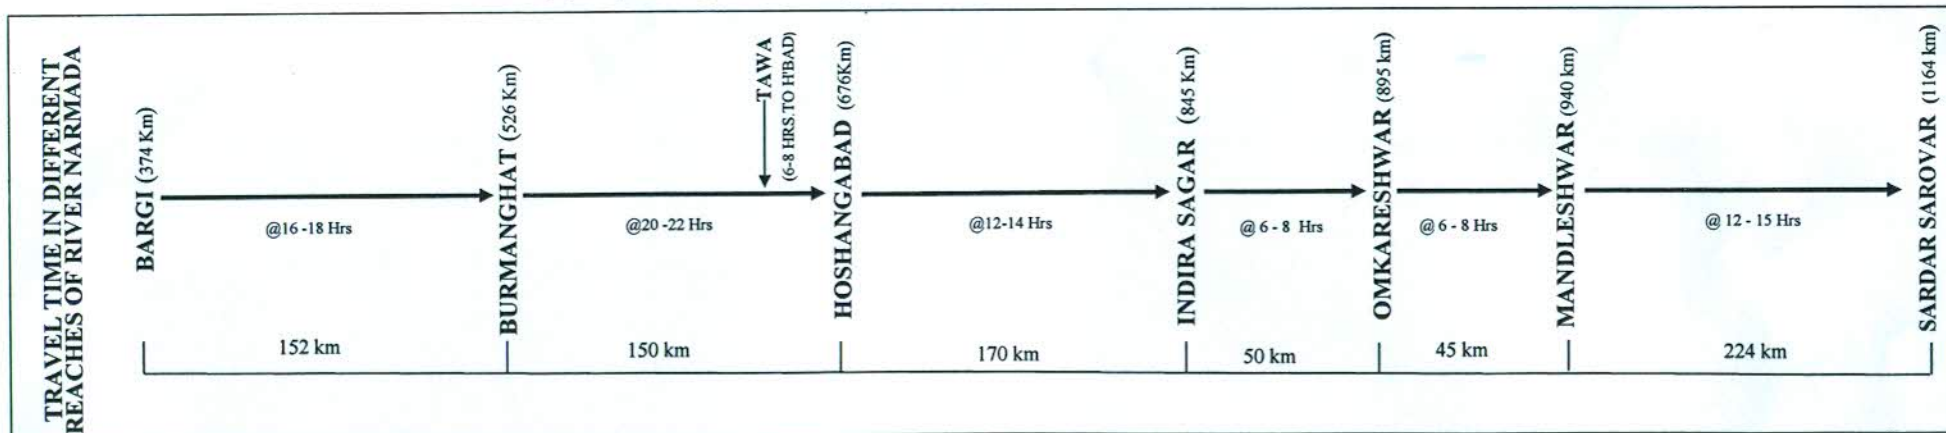 TRAVEL TIME IN DIFFERENT
REACHES OF RIVER NARMADA
BARGI (374 Km)
@16 -18 Hrs
BURMANGHAT (526 Km)
@20 -22 Hrs
TAWA
(6-8 HRS.TO H'BAD)
HOSHANGABAD (676Km)
@12-14 Hrs
INDIRA SAGAR (845 Km)
@ 6 - 8 Hrs
OMKARESHWAR (895 km)
@ 6 - 8 Hrs
MANDLESHWAR (940 km)
@ 12 - 15 Hrs
SARDAR SAROVAR (1164 km)
152 km
150 km
170 km
50 km
45 km
224 km